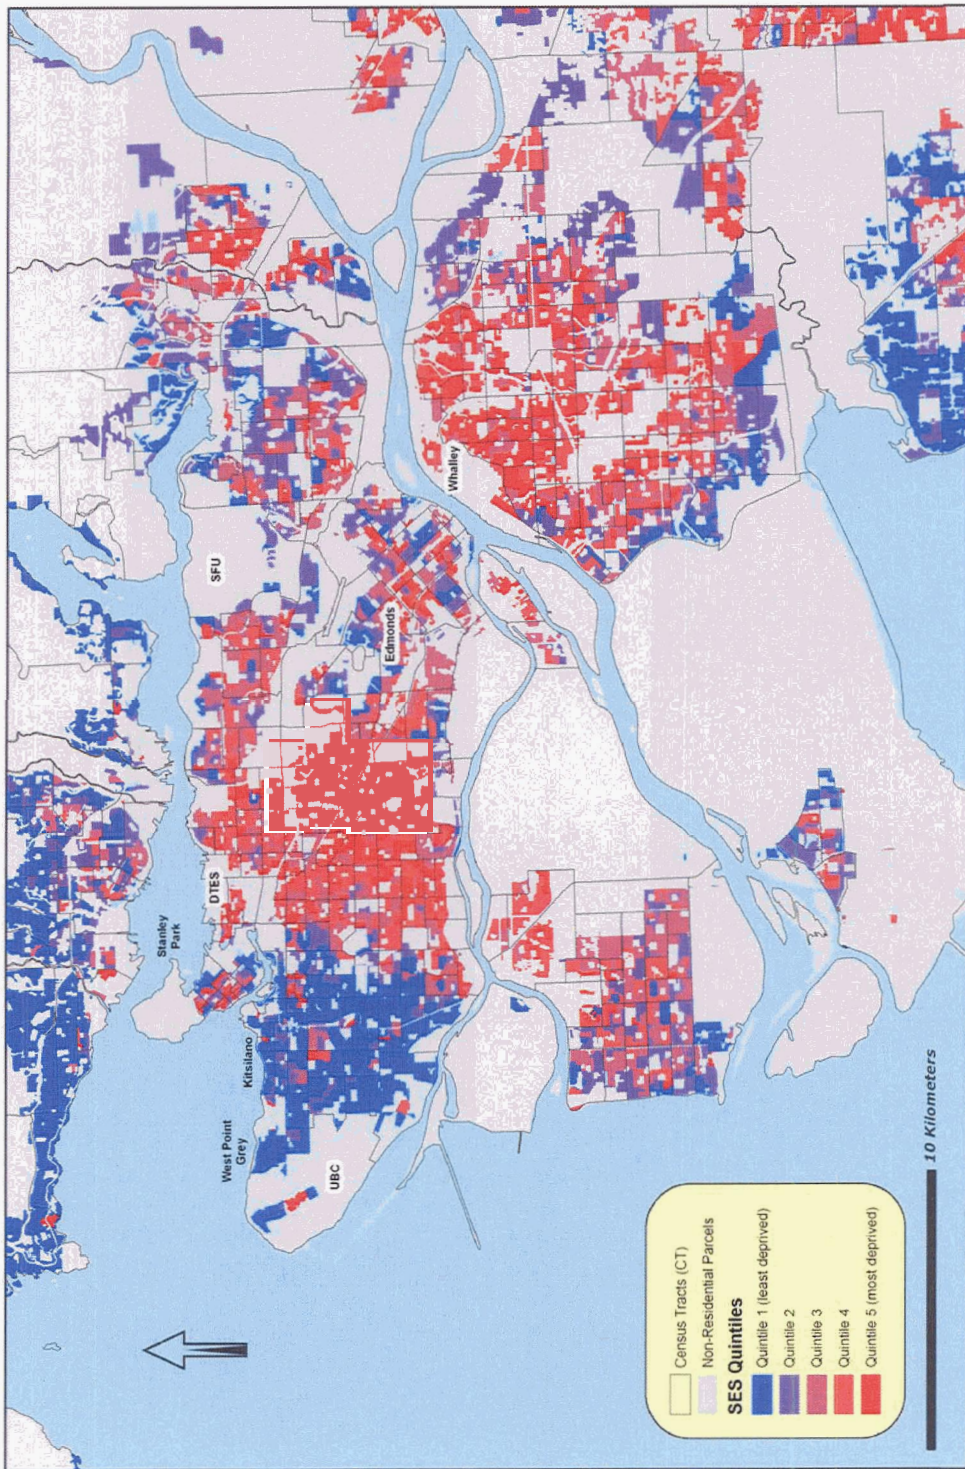 West Point
Grey
UBC
Kitsilano
Stanley
Park
DTES
SFU
Edmonds
Whalley
Census Tracts (CT)
Non-Residential Parcels
SES Quintiles
Quintile 1 (least deprived)
Quintile 2
Quintile 3
Quintile 4
Quintile 5 (most deprived)
10 Kilometers